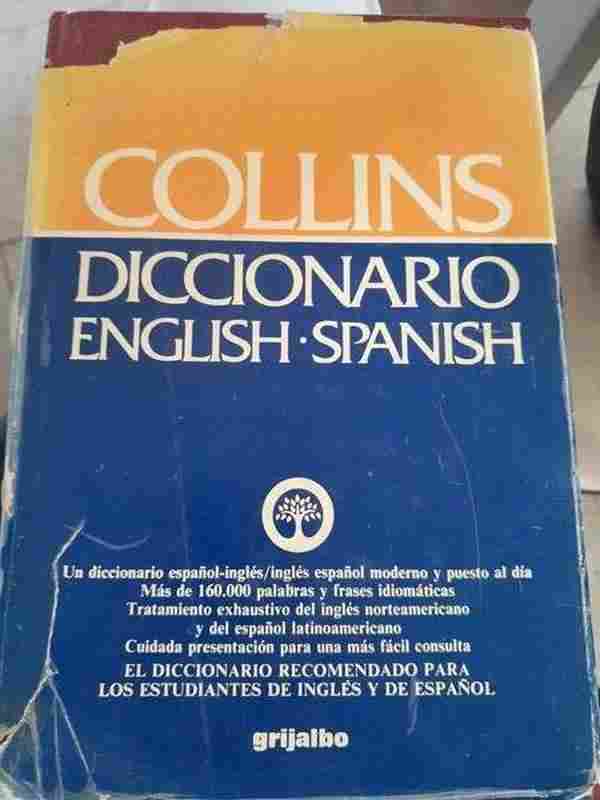 COLLINS
DICCIONARIO
ENGLISH · SPANISH
Un diccionario español-inglés/inglés español moderno y puesto al día
Más de 160.000 palabras y frases idiomáticas
Tratamiento exhaustivo del inglés norteamericano
y del español latinoamericano
Cuidada presentación para una más fácil consulta
EL DICCIONARIO RECOMENDADO PARA
LOS ESTUDIANTES DE INGLÉS Y DE ESPAÑOL
grijalbo